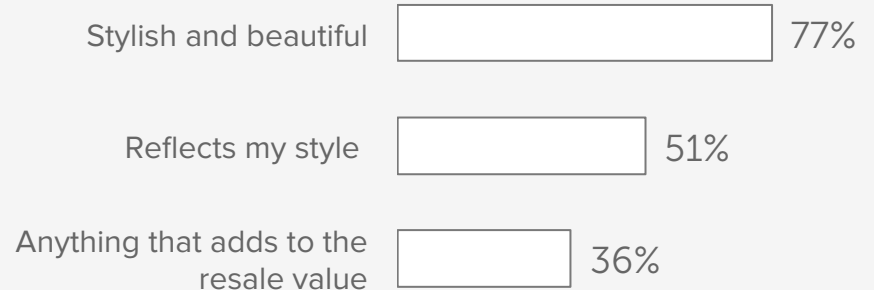 Stylish and beautiful 77%
Reflects my style 51%
Anything that adds to the
resale value 36%